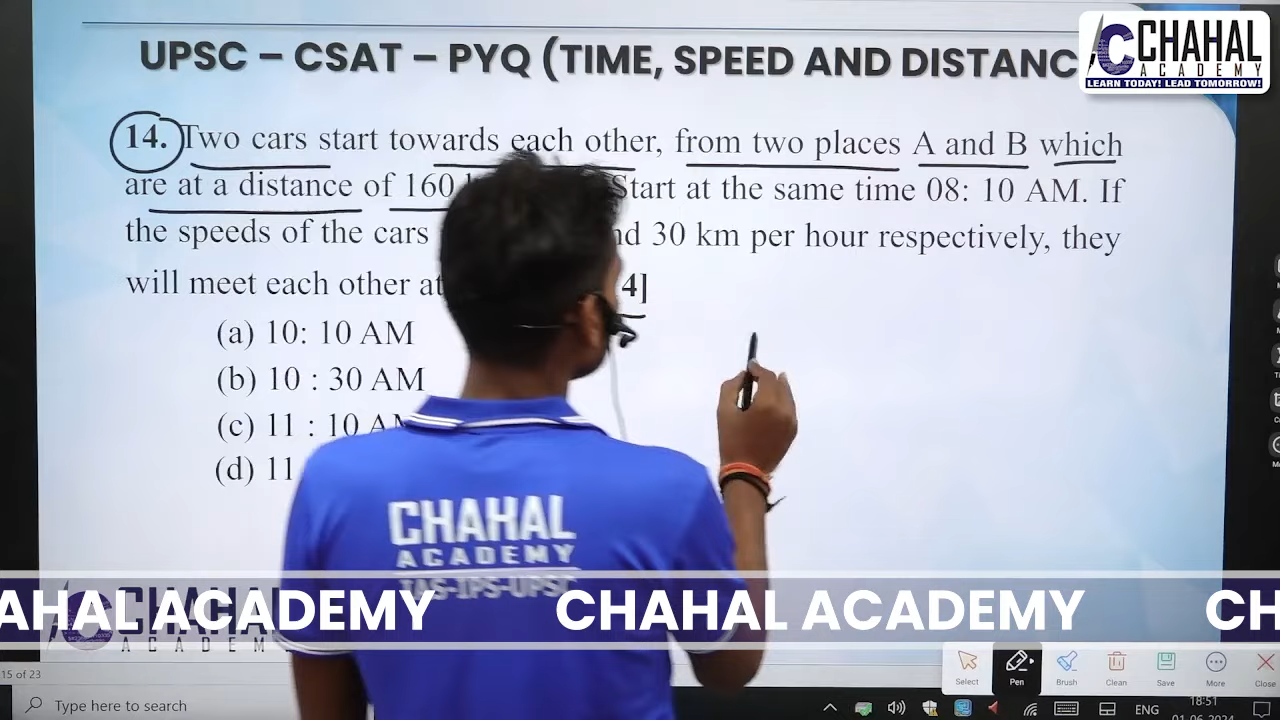 UPSC – CSAT – PYQ (TIME, SPEED AND DISTANC
CHAHAL
ACADEMY
LEARN TODAY! LEAD TOMORROW!
14. Two cars start towards each other, from two places A and B which
are at a distance of 160 Start at the same time 08: 10 AM. If
the speeds of the cars 30 km per hour respectively, they
will meet each other at 4]
(a) 10: 10 AM
(b) 10 : 30 AM
(c) 11 : 10 AM
(d) 11
CHAHAL
ACADEMY
IAS-IPS-UPSC
AHAL ACADEMY CHAHAL ACADEMY CH
CHAHAL
ACADEM
15 of 23
Select Pen Brush Clean Save More Close
Type here to search
ENG
18:51
01-06-2024